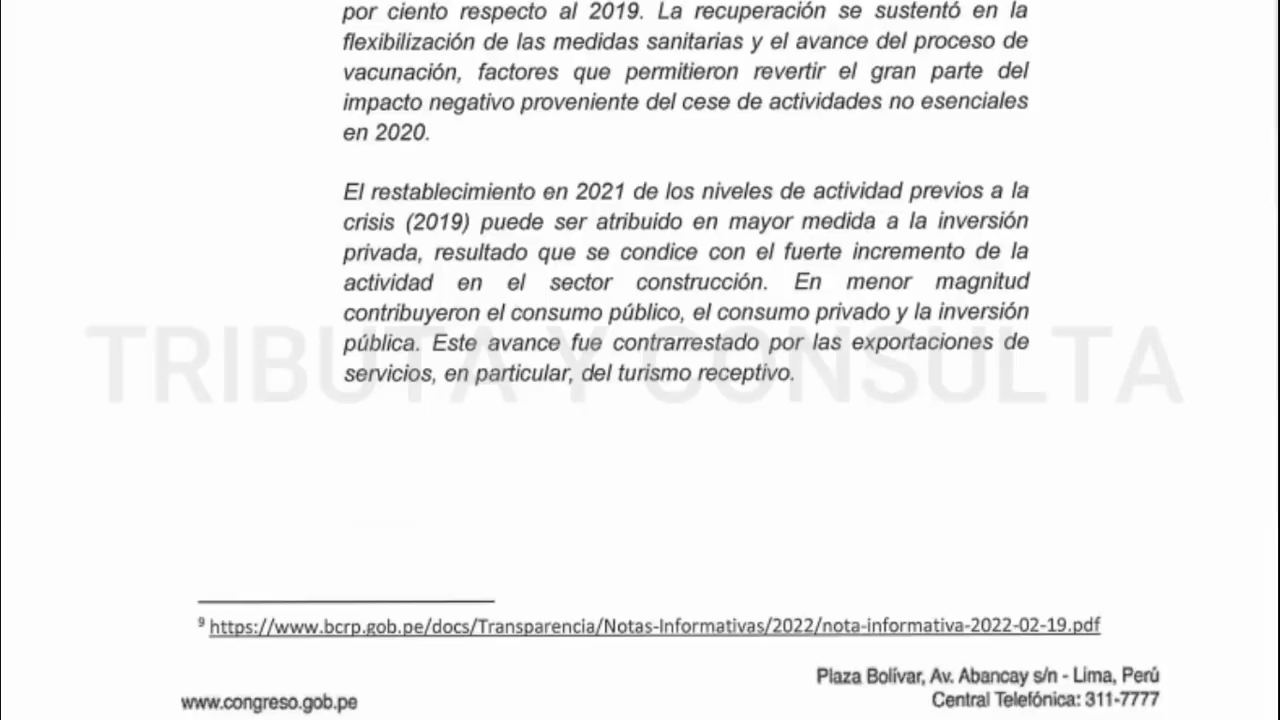 por ciento respecto al 2019. La recuperación se sustentó en la
flexibilización de las medidas sanitarias y el avance del proceso de
vacunación, factores que permitieron revertir el gran parte del
impacto negativo proveniente del cese de actividades no esenciales
en 2020.
El restablecimiento en 2021 de los niveles de actividad previos a la
crisis (2019) puede ser atribuido en mayor medida a la inversión
privada, resultado que se condice con el fuerte incremento de la
actividad en el sector construcción. En menor magnitud
contribuyeron el consumo público, el consumo privado y la inversión
pública. Este avance fue contrarrestado por las exportaciones de
servicios, en particular, del turismo receptivo.
TRIBUTA Y CONSULTA
⁹ https://www.bcrp.gob.pe/docs/Transparencia/Notas-Informativas/2022/nota-informativa-2022-02-19.pdf
Plaza Bolívar, Av. Abancay s/n - Lima, Perú
www.congreso.gob.pe
Central Telefónica: 311-7777